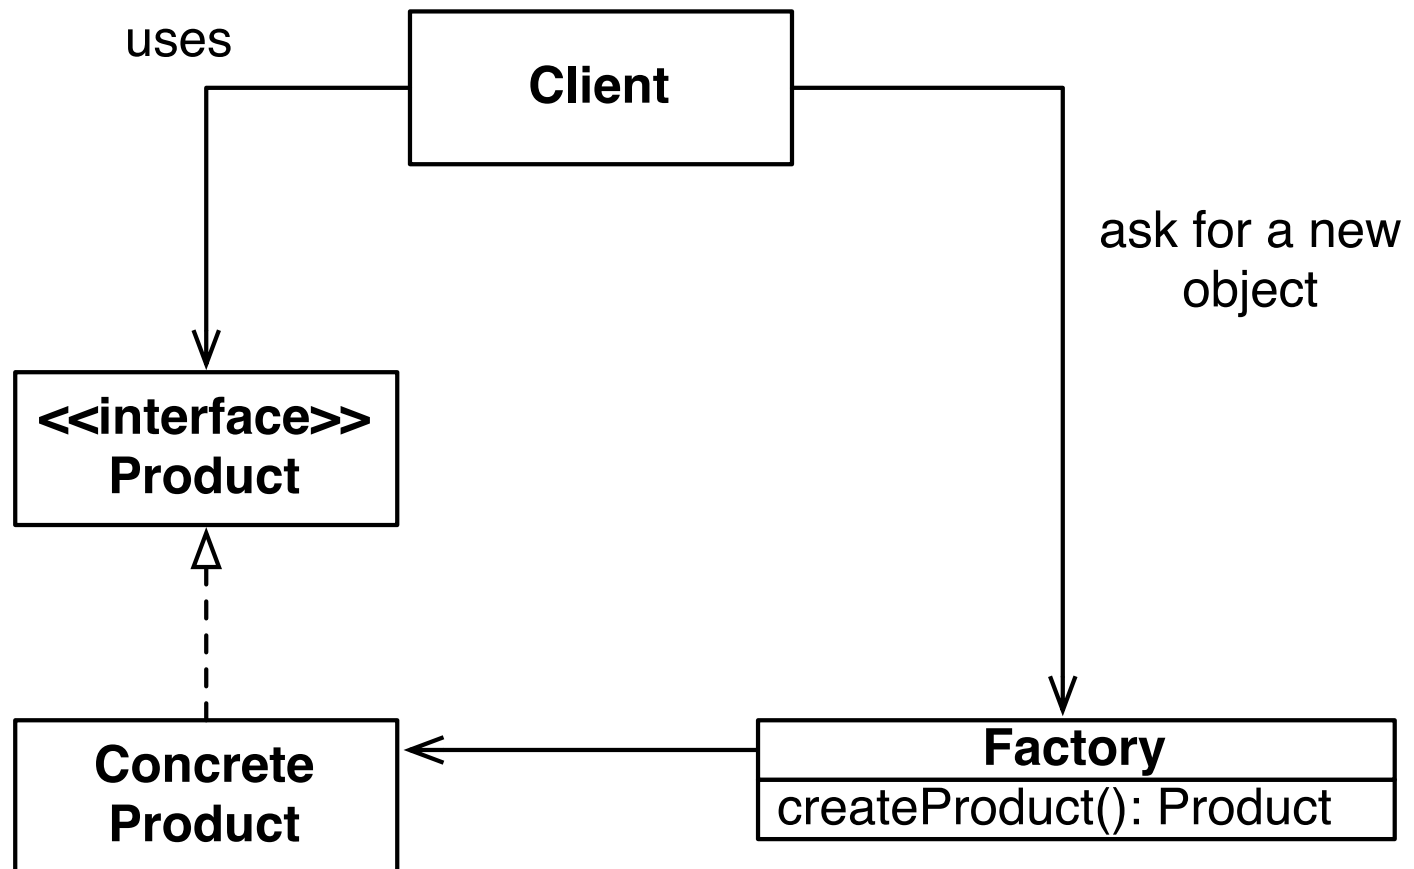 uses
Client
ask for a new
object
<<interface>>
Product
Concrete
Product
Factory
createProduct(): Product